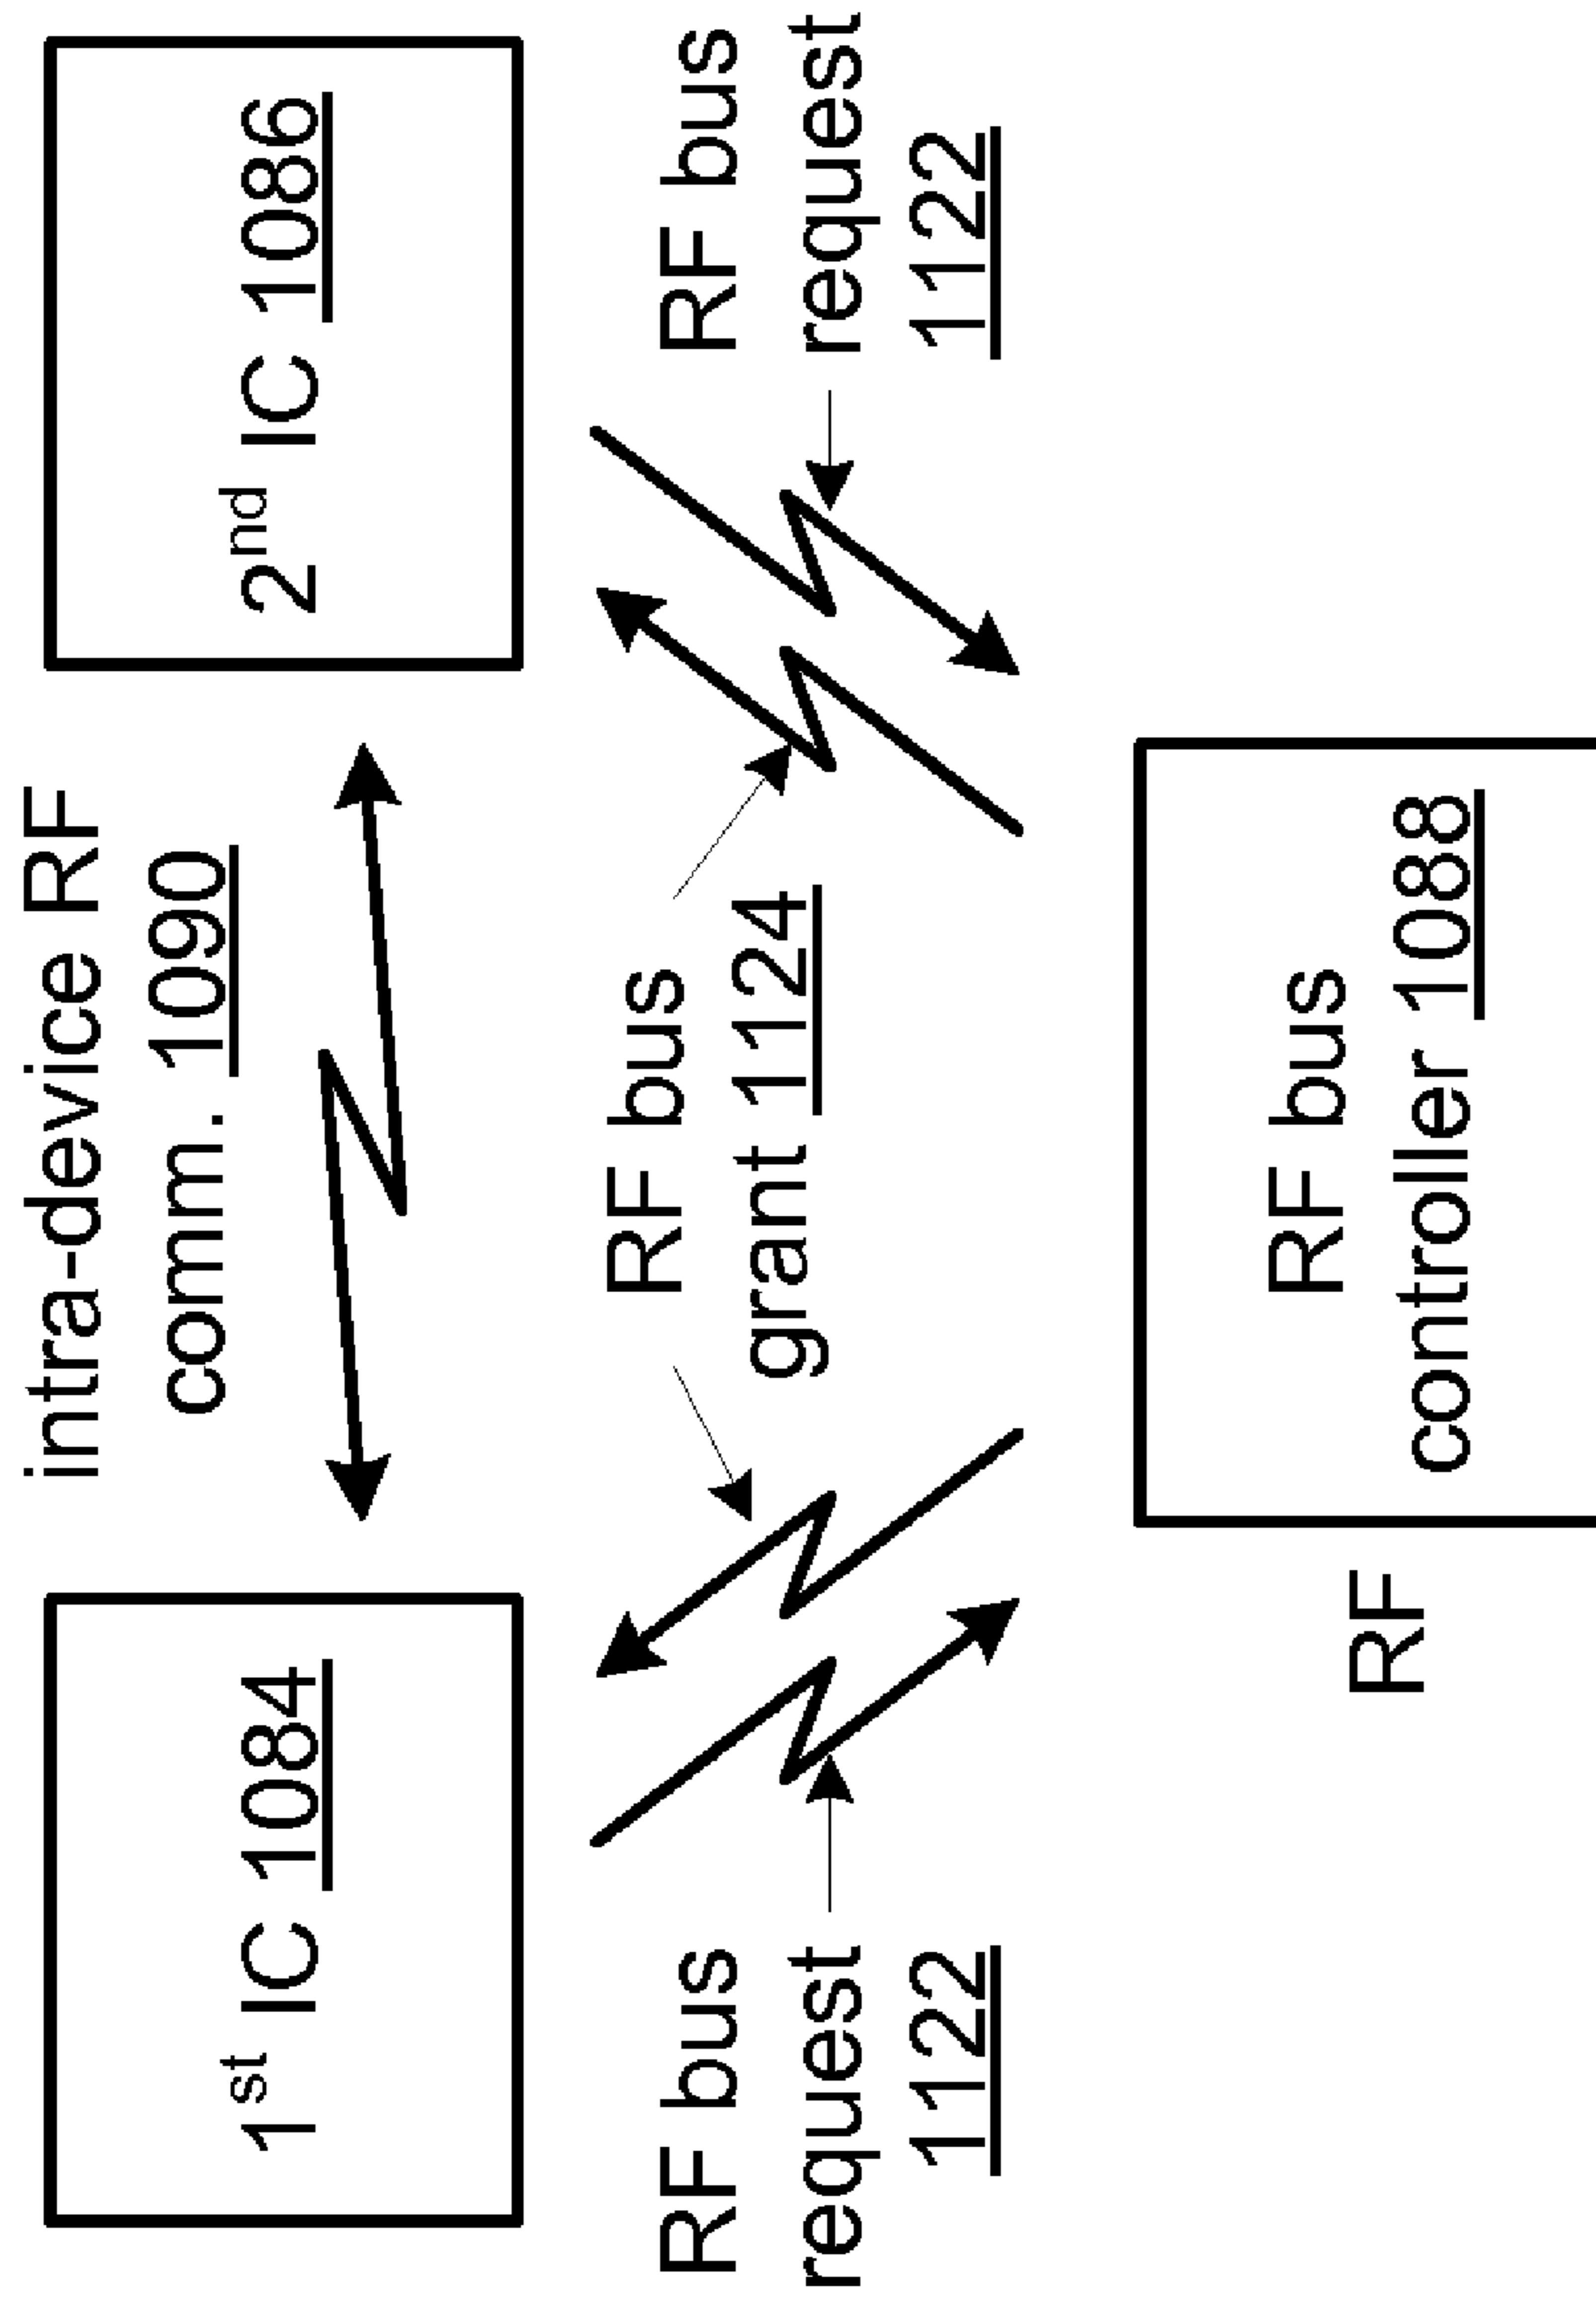 intra-device RF
comm. 1090
1st IC 1084
2nd IC 1086
RF bus
request
1122
RF bus
grant 1124
RF bus
request
1122
RF bus
controller 1088
RF